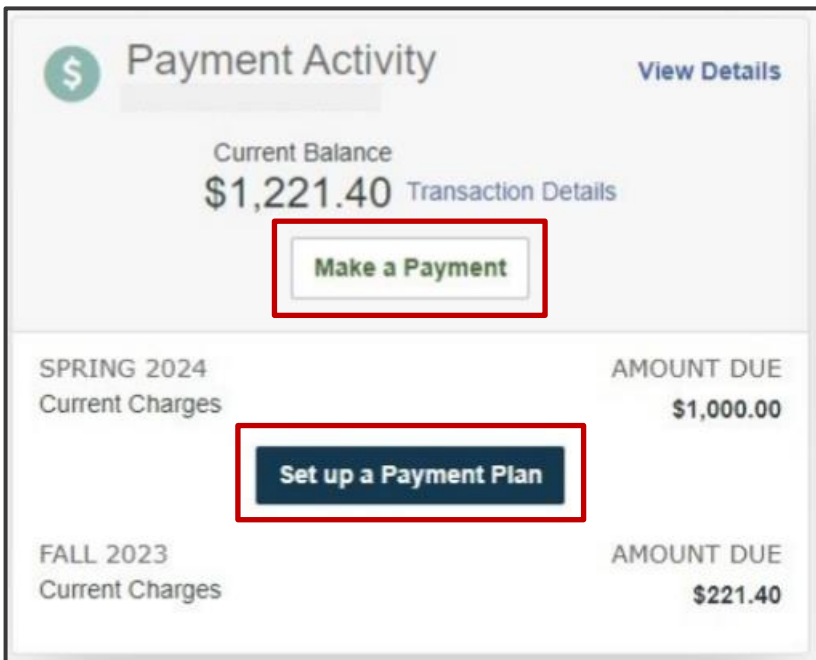 $ Payment Activity
View Details
Current Balance
$1,221.40 Transaction Details
Make a Payment
SPRING 2024 AMOUNT DUE
Current Charges $1,000.00
Set up a Payment Plan
FALL 2023 AMOUNT DUE
Current Charges $221.40